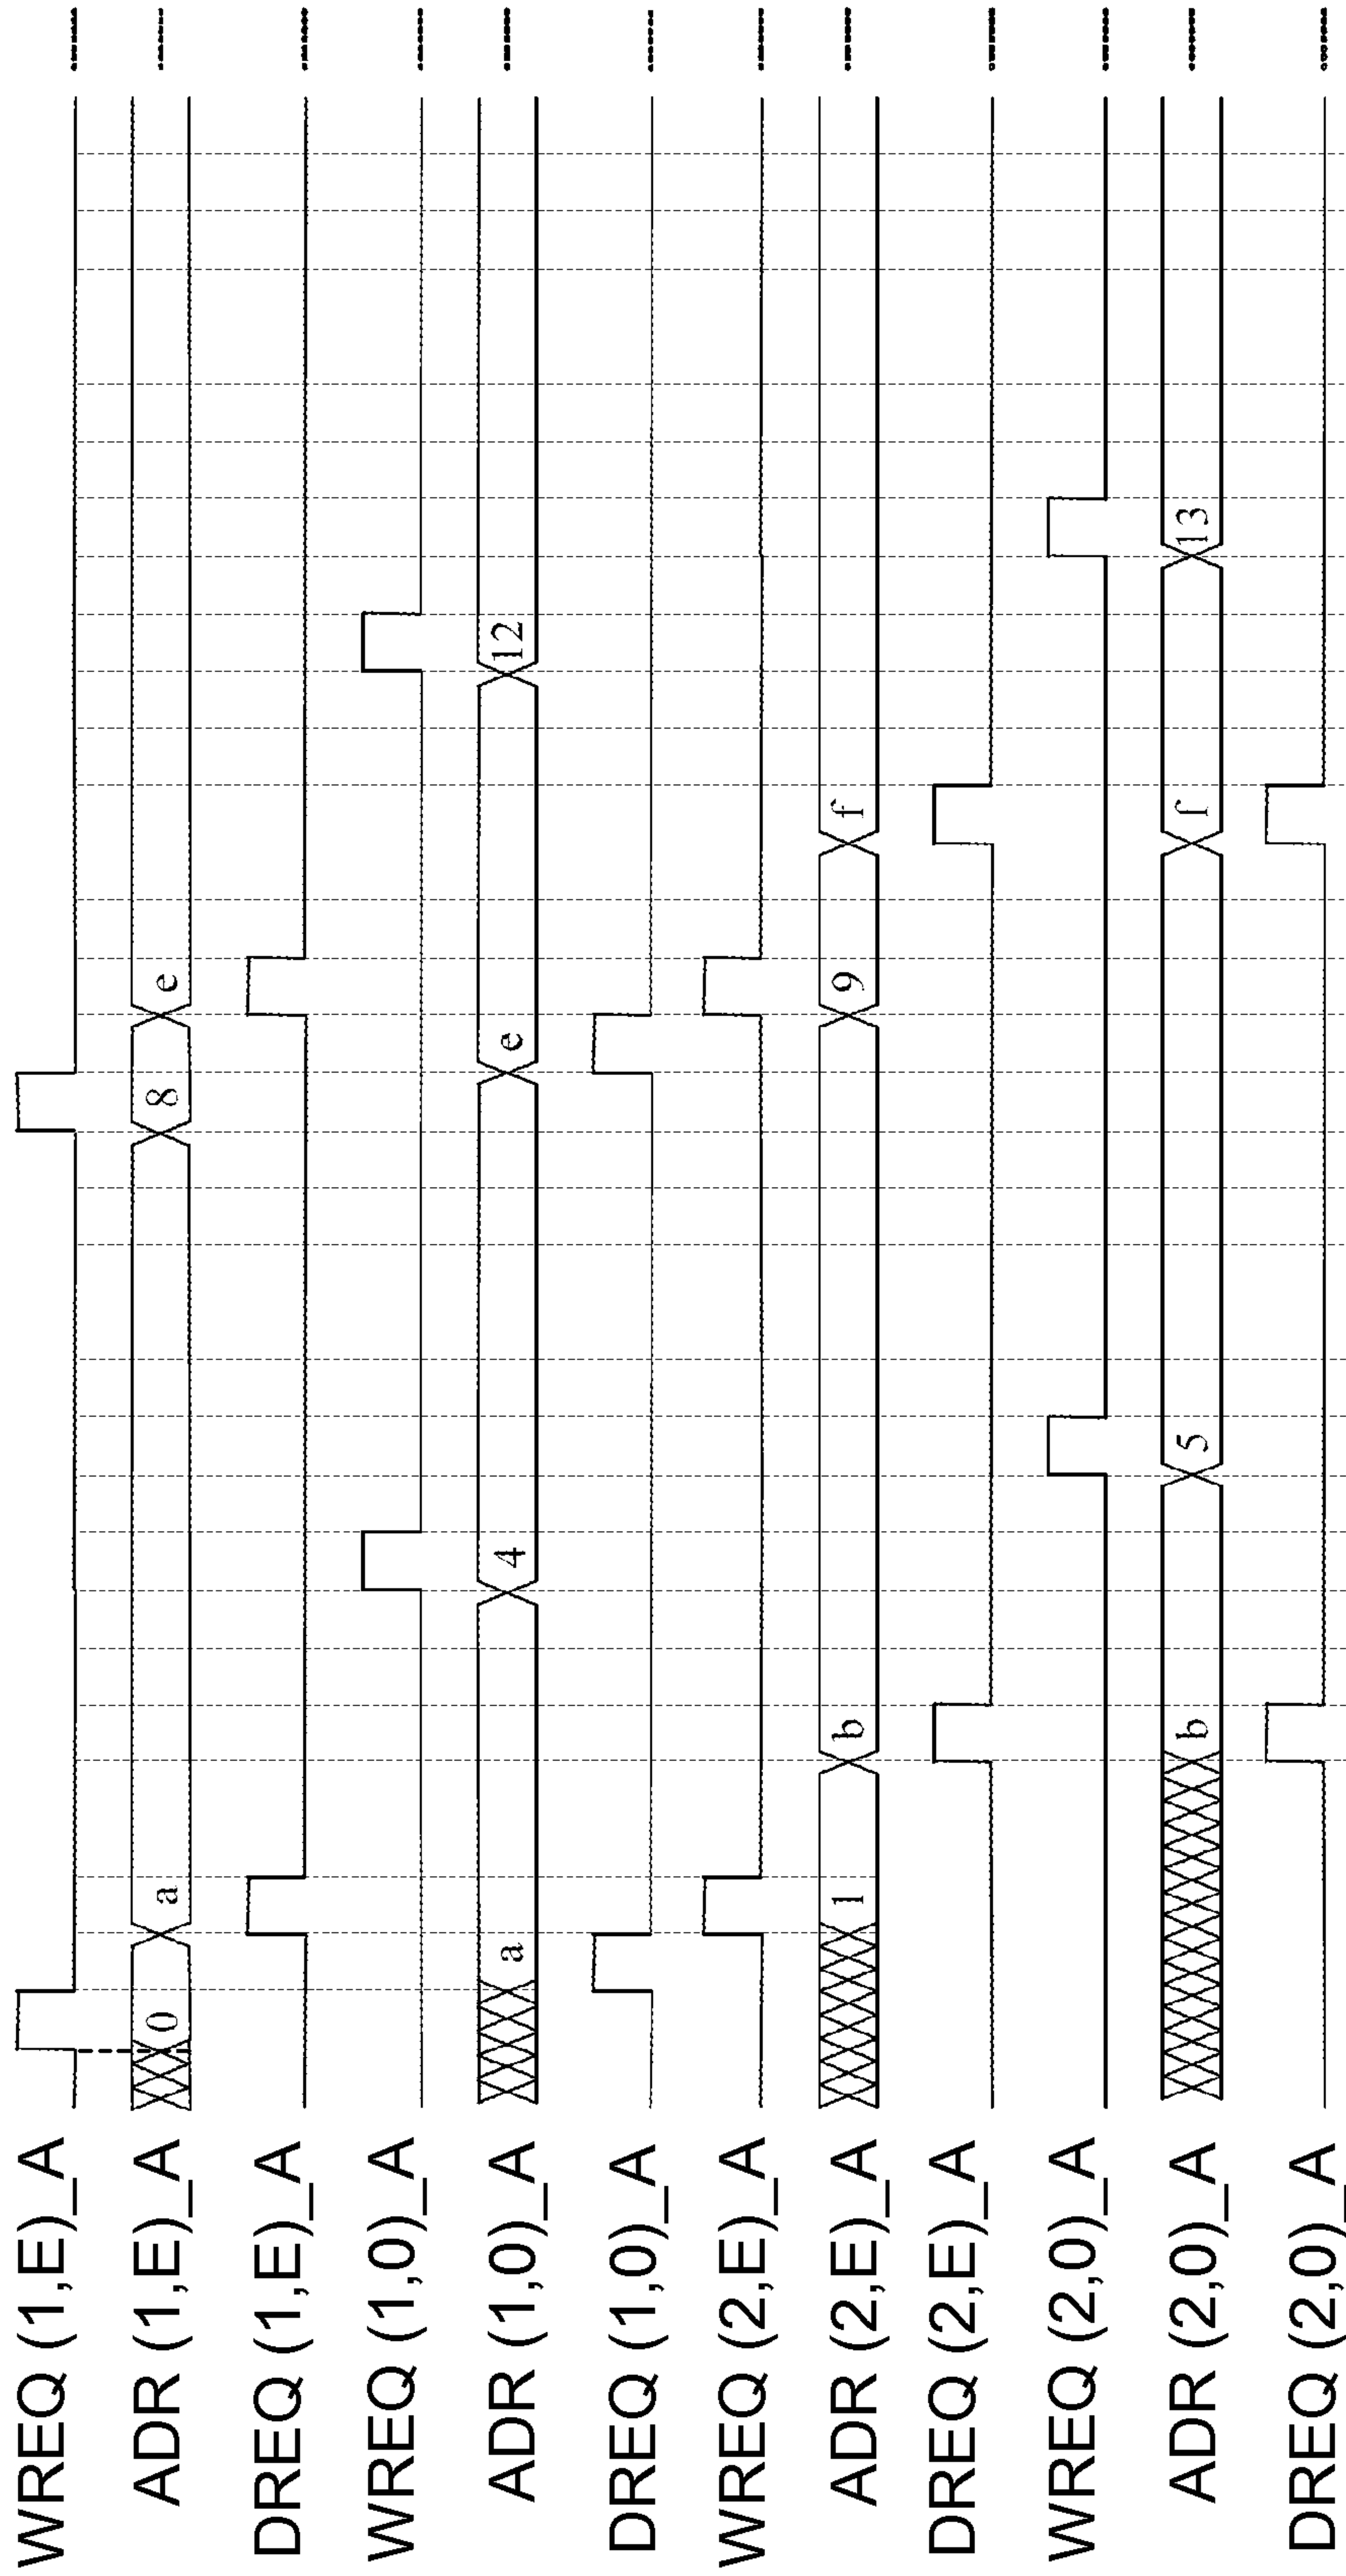 WREQ (1,E)_A
ADR (1,E)_A 0 a 8 e
DREQ (1,E)_A
WREQ (1,0)_A
ADR (1,0)_A a 4 e 12
DREQ (1,0)_A
WREQ (2,E)_A
ADR (2,E)_A 1 b 9 f
DREQ (2,E)_A
WREQ (2,0)_A
ADR (2,0)_A b 5 f 13
DREQ (2,0)_A